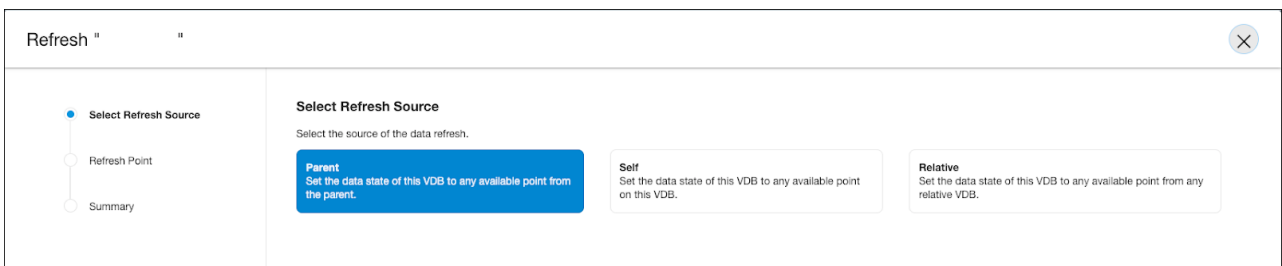 Refresh " "
Select Refresh Source
Refresh Point
Summary
Select Refresh Source
Select the source of the data refresh.
Parent
Set the data state of this VDB to any available point from
the parent.
Self
Set the data state of this VDB to any available point
on this VDB.
Relative
Set the data state of this VDB to any available point from any
relative VDB.